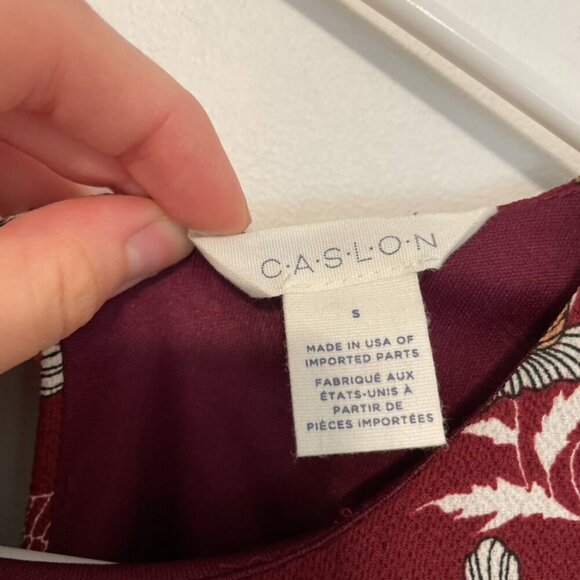 C·A·S·L·O·N
S
MADE IN USA OF
IMPORTED PARTS
FABRIQUÉ AUX
ÉTATS-UNIS À
PARTIR DE
PIÈCES IMPORTÉES